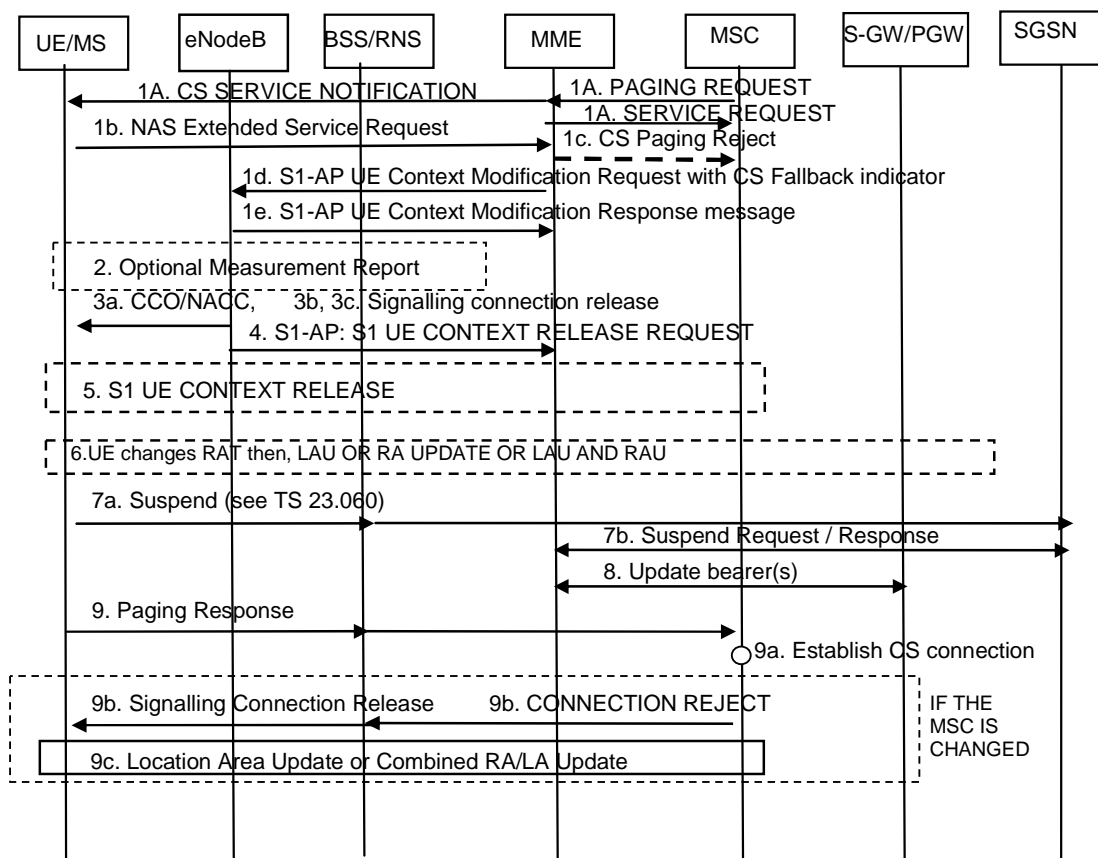 UE/MS
eNodeB
BSS/RNS
MME
MSC
S-GW/PGW
SGSN
1A. CS SERVICE NOTIFICATION
1A. PAGING REQUEST
1A. SERVICE REQUEST
1b. NAS Extended Service Request
1c. CS Paging Reject
1d. S1-AP UE Context Modification Request with CS Fallback indicator
1e. S1-AP UE Context Modification Response message
2. Optional Measurement Report
3a. CCO/NACC, 3b, 3c. Signalling connection release
4. S1-AP: S1 UE CONTEXT RELEASE REQUEST
5. S1 UE CONTEXT RELEASE
6.UE changes RAT then, LAU OR RA UPDATE OR LAU AND RAU
7a. Suspend (see TS 23.060)
7b. Suspend Request / Response
8. Update bearer(s)
9. Paging Response
9a. Establish CS connection
9b. Signalling Connection Release
9b. CONNECTION REJECT
IF THE
MSC IS
CHANGED
9c. Location Area Update or Combined RA/LA Update